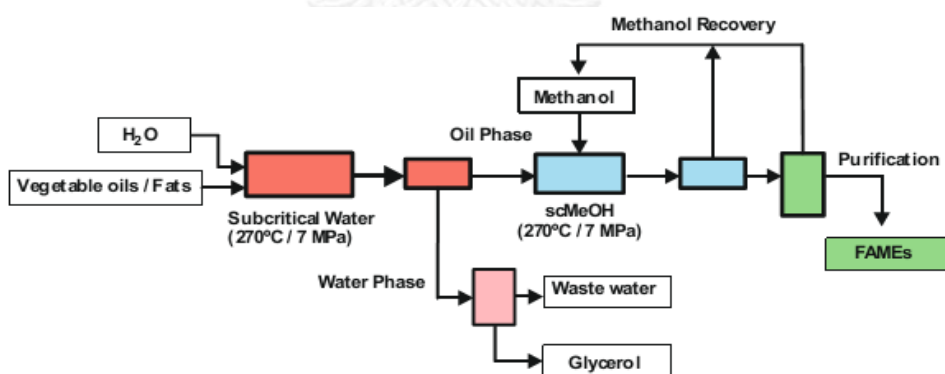 Methanol Recovery
Methanol
Oil Phase
H₂O
Vegetable oils / Fats
Purification
Subcritical Water
(270ºC / 7 MPa)
scMeOH
(270ºC / 7 MPa)
FAMEs
Water Phase
Waste water
Glycerol